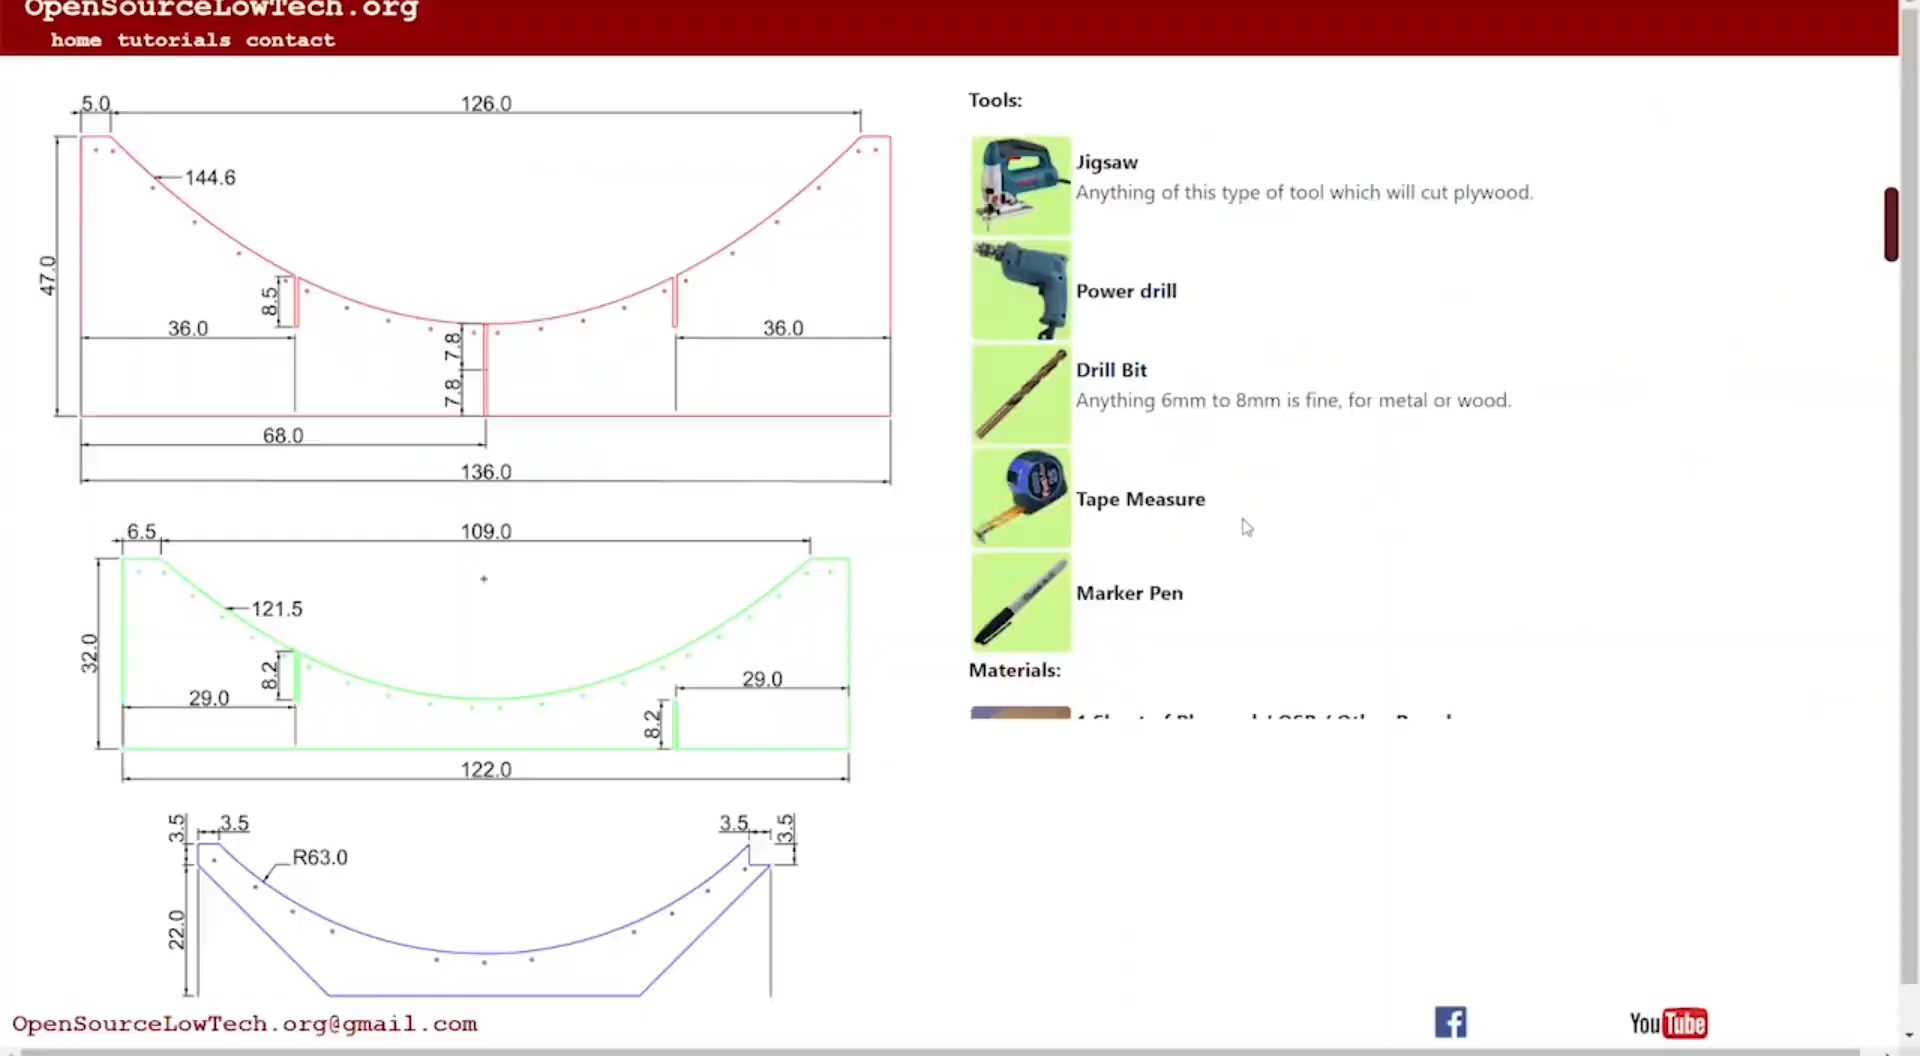 OpenSourceLowTech.org
home tutorials contact
5.0
126.0
144.6
47.0
8.5
36.0
36.0
7.8
7.8
68.0
136.0
6.5
109.0
121.5
32.0
8.2
29.0
29.0
8.2
122.0
3.5
3.5
3.5
3.5
R63.0
22.0
Tools:
Jigsaw
Anything of this type of tool which will cut plywood.
Power drill
Drill Bit
Anything 6mm to 8mm is fine, for metal or wood.
Tape Measure
Marker Pen
Materials:
OpenSourceLowTech.org@gmail.com
f
YouTube